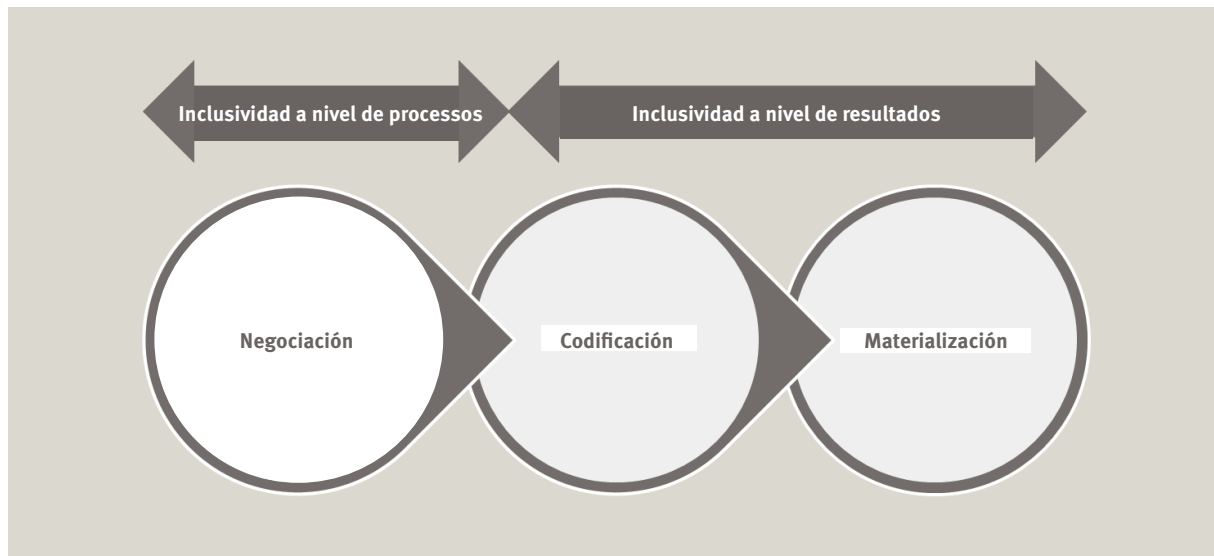 Inclusividad a nivel de processos
Inclusividad a nivel de resultados
Negociación
Codificación
Materialización